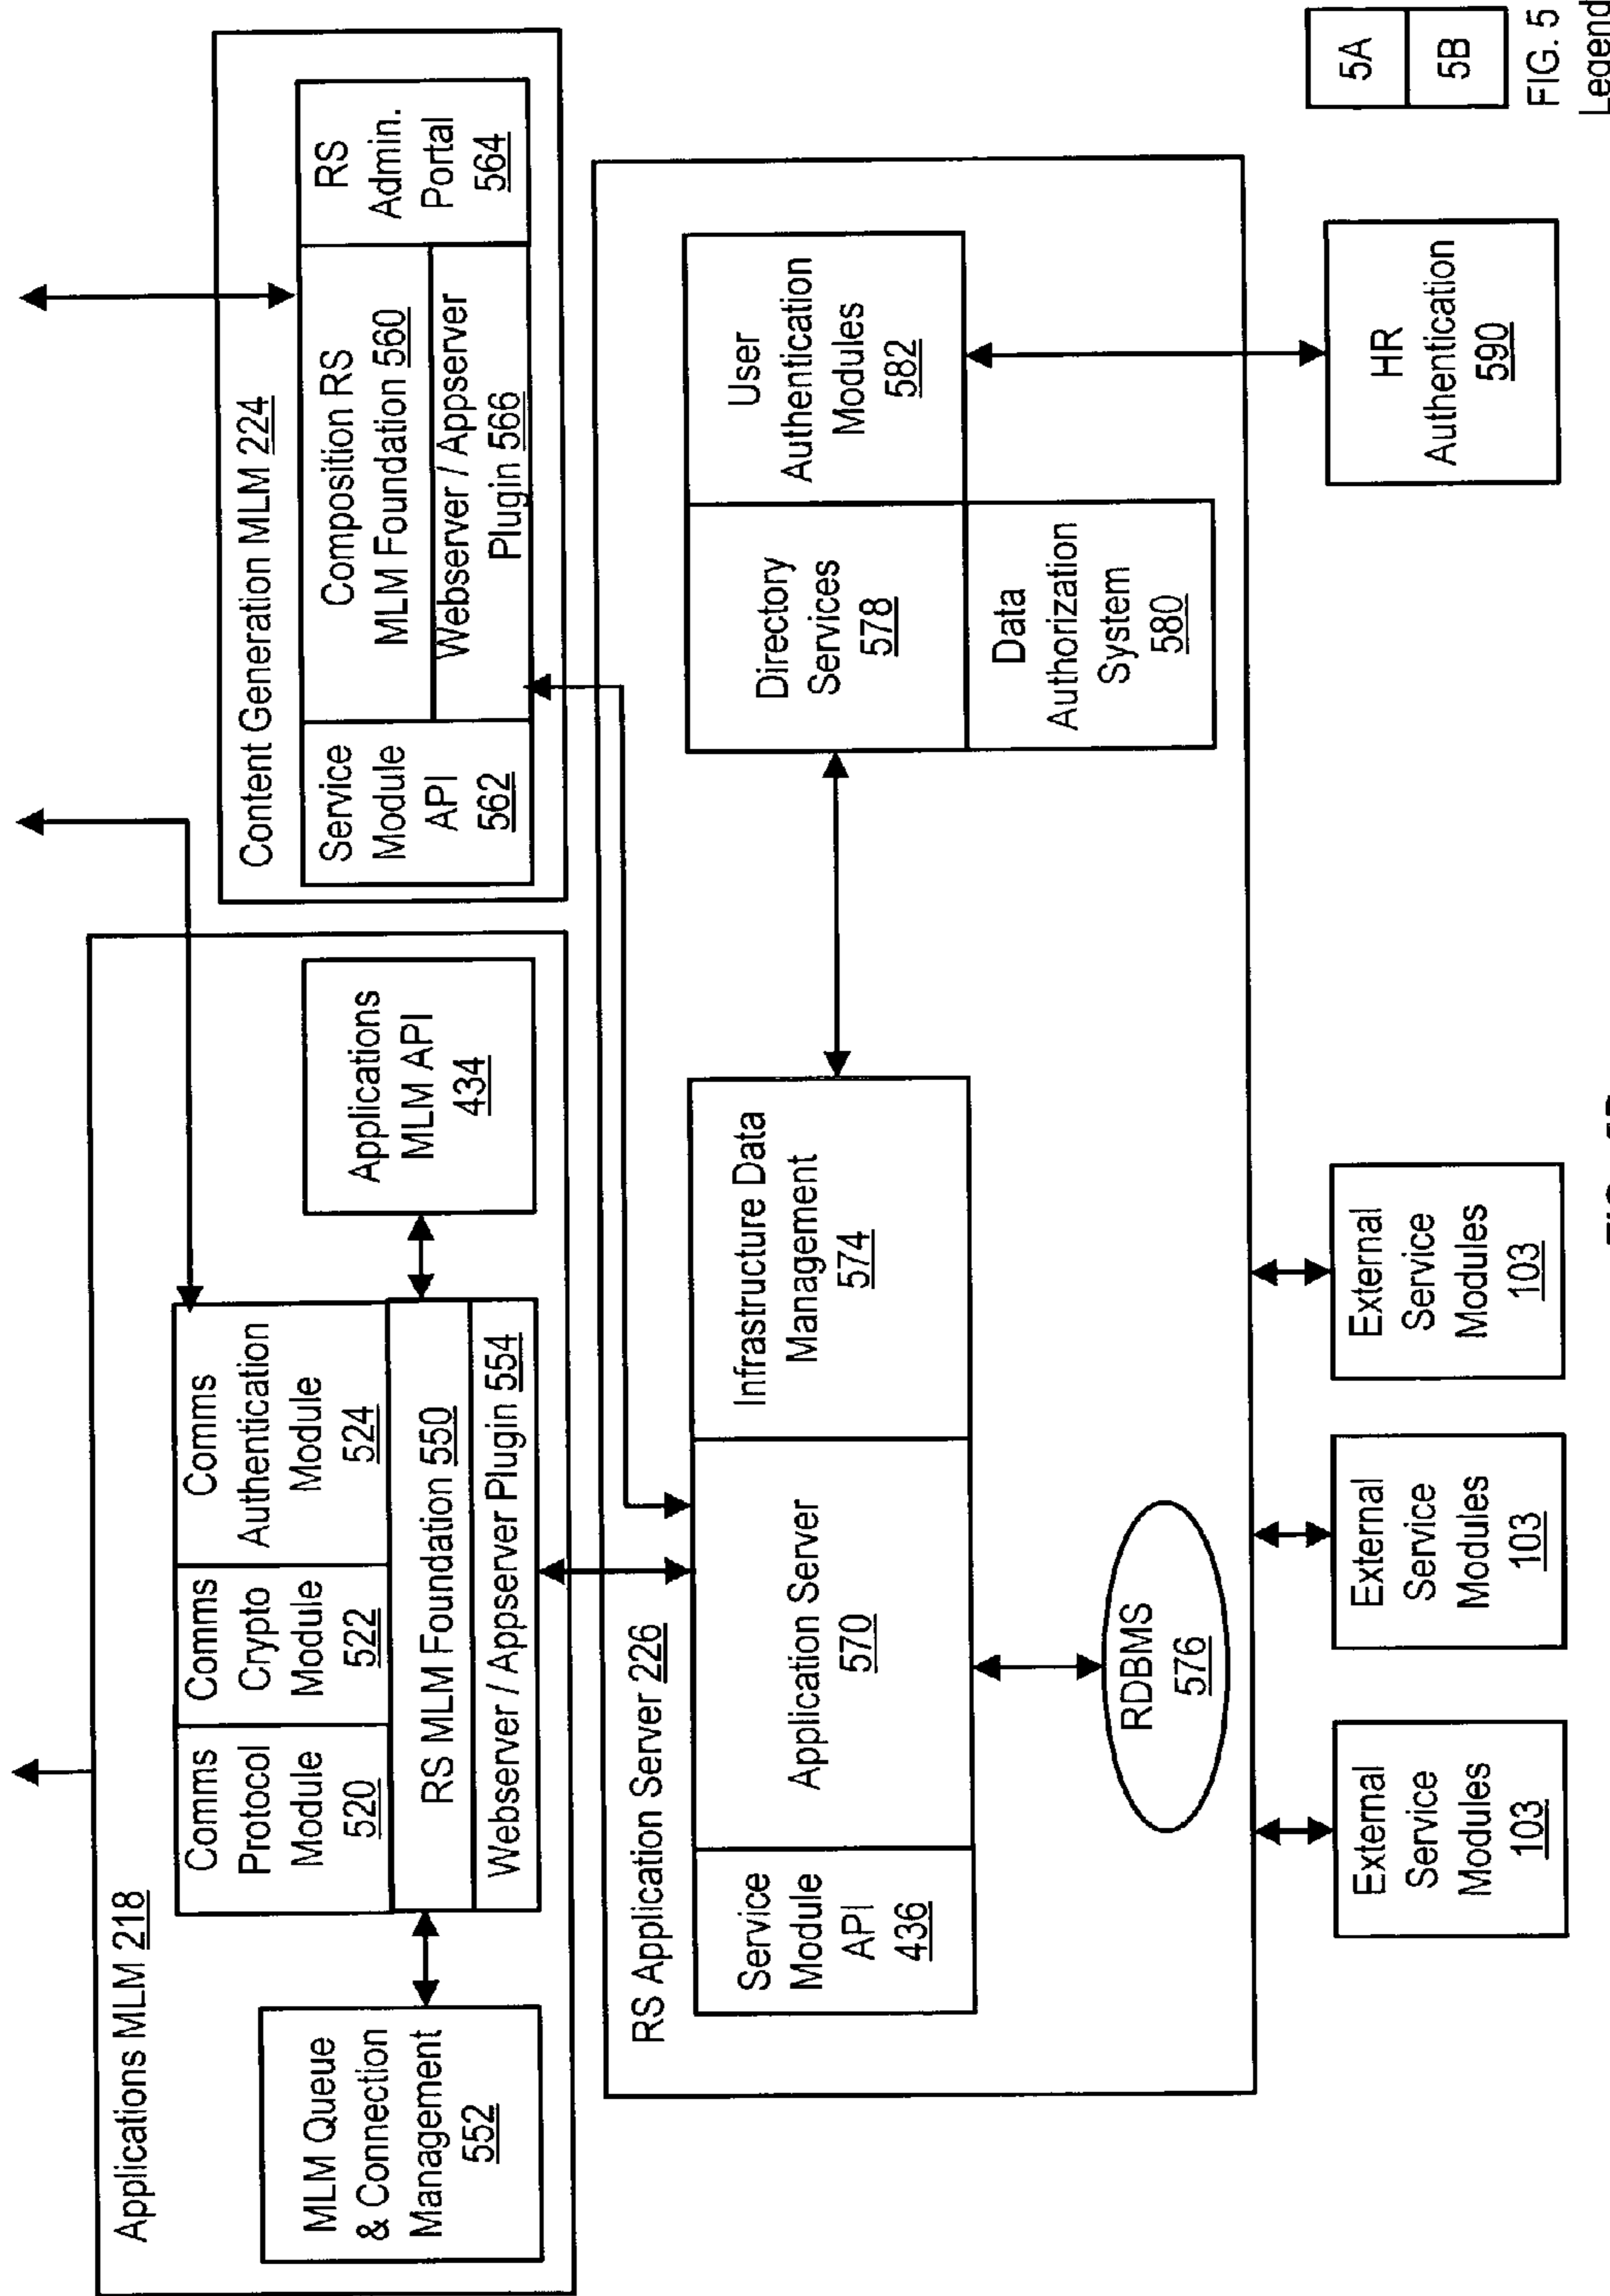 Applications MLM 218
MLM Queue
& Connection
Management
552
Comms
Protocol
Module
520
Comms
Crypto
Module
522
Comms
Authentication
Module
524
RS MLM Foundation 550
Webserver / Appserver Plugin 554
Applications
MLM API
434
Content Generation MLM 224
Service
Module
API
562
Composition RS
MLM Foundation 560
Webserver / Appserver
Plugin 566
RS
Admin.
Portal
564
RS Application Server 226
Service
Module
API
436
Application Server
570
Infrastructure Data
Management
574
RDBMS
576
Directory
Services
578
User
Authentication
Modules
582
Data
Authorization
System
580
External
Service
Modules
103
External
Service
Modules
103
External
Service
Modules
103
HR
Authentication
590
5A
5B
FIG. 5
Legend